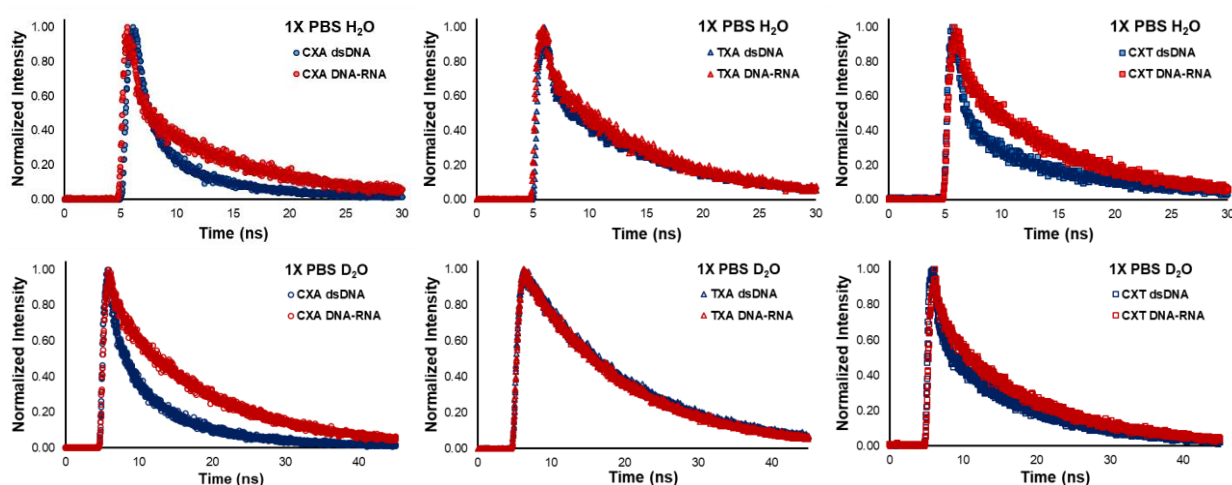 1X PBS H₂O
CXA dsDNA
CXA DNA-RNA
Normalized Intensity
1.00
0.80
0.60
0.40
0.20
0.00
0 5 10 15 20 25 30
Time (ns)
1X PBS H₂O
TXA dsDNA
TXA DNA-RNA
Normalized Intensity
1.00
0.80
0.60
0.40
0.20
0.00
0 5 10 15 20 25 30
Time (ns)
1X PBS H₂O
CXT dsDNA
CXT DNA-RNA
Normalized Intensity
1.00
0.80
0.60
0.40
0.20
0.00
0 5 10 15 20 25 30
Time (ns)
1X PBS D₂O
CXA dsDNA
CXA DNA-RNA
Normalized Intensity
1.00
0.80
0.60
0.40
0.20
0.00
0 10 20 30 40
Time (ns)
1X PBS D₂O
TXA dsDNA
TXA DNA-RNA
Normalized Intensity
1.00
0.80
0.60
0.40
0.20
0.00
0 10 20 30 40
Time (ns)
1X PBS D₂O
CXT dsDNA
CXT DNA-RNA
Normalized Intensity
1.00
0.80
0.60
0.40
0.20
0.00
0 10 20 30 40
Time (ns)